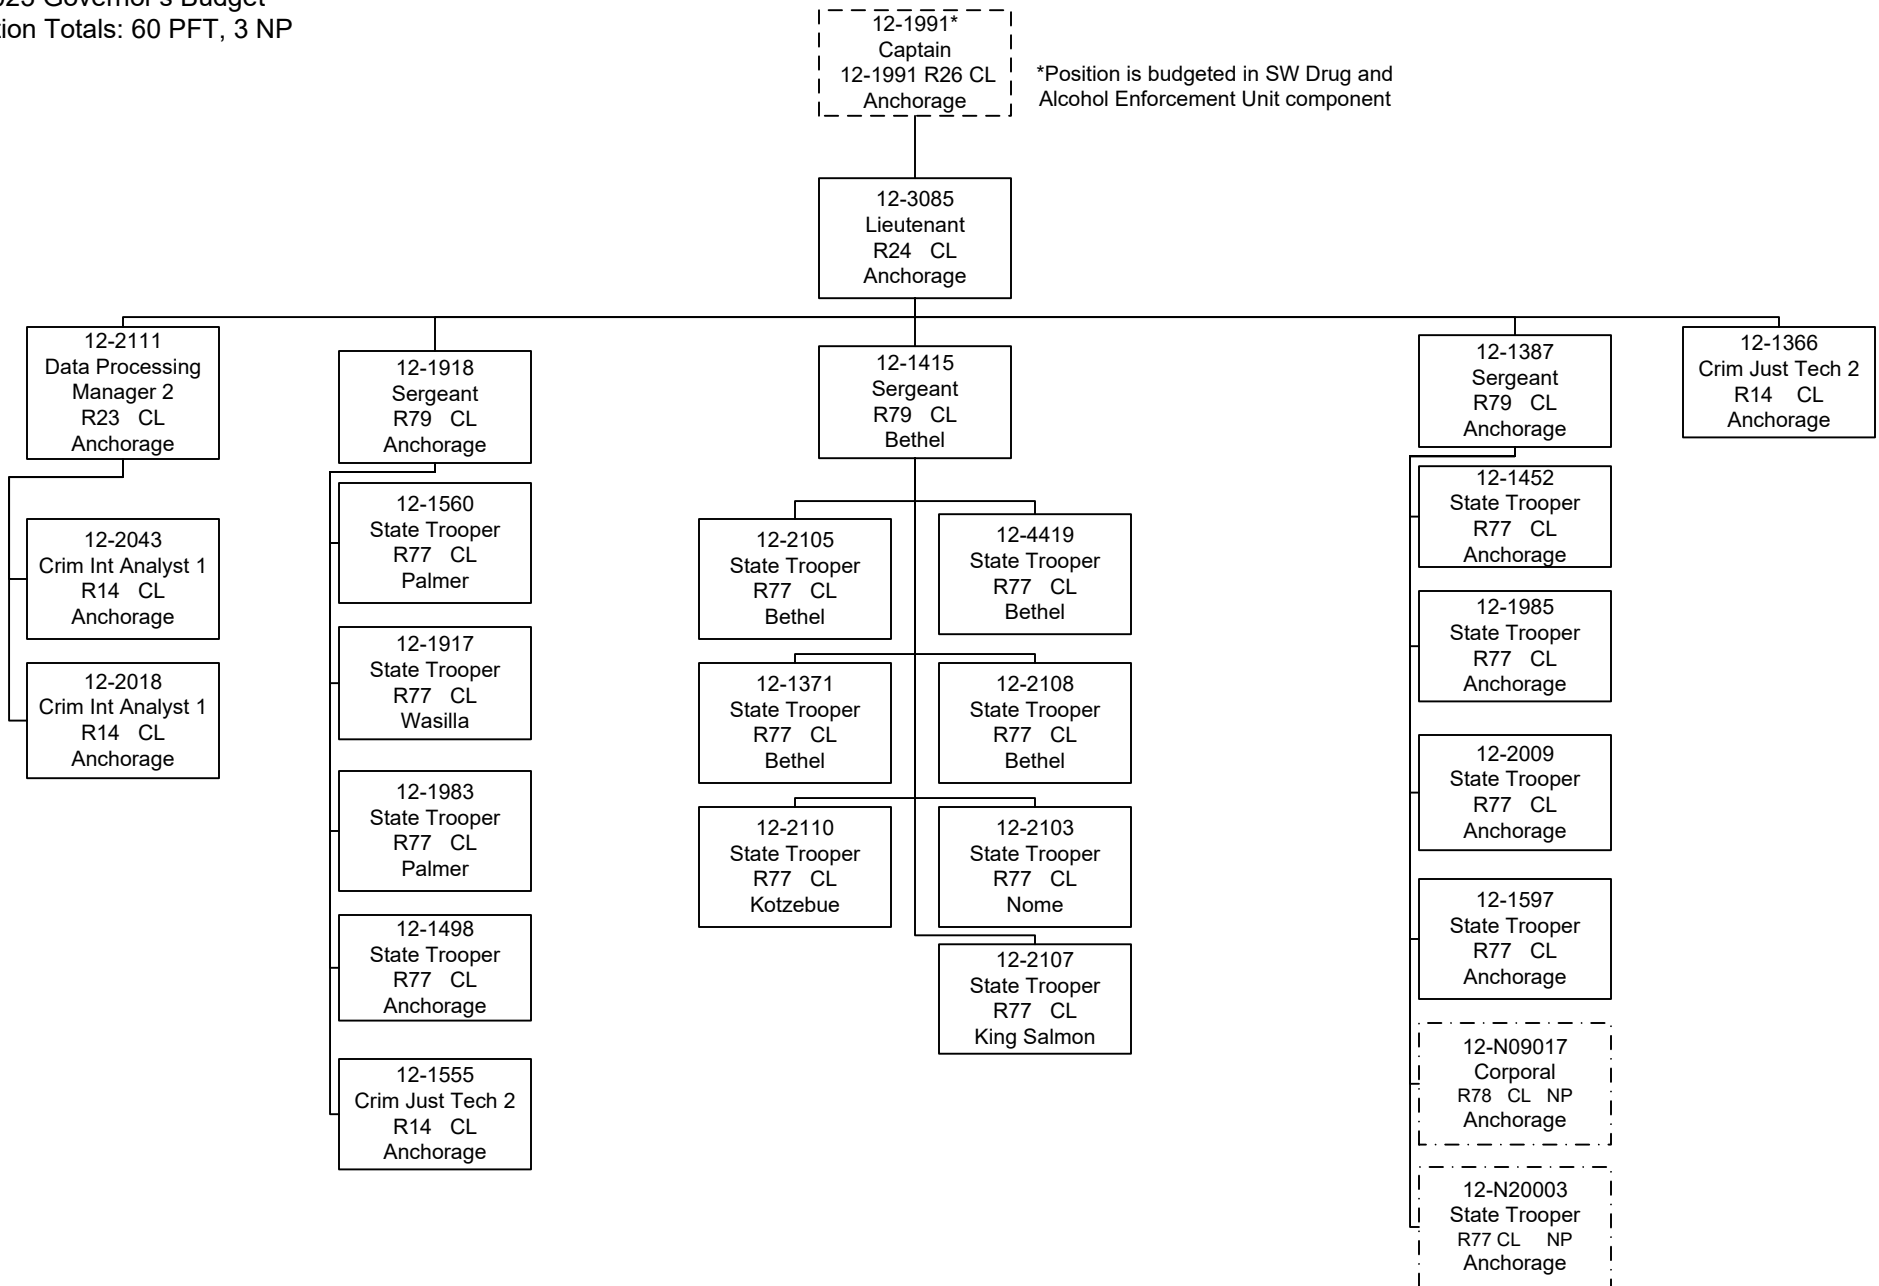 Totals: 60 PFT, 3 NP
12-1991*
Captain
12-1991 R26 CL
Anchorage
*Position is budgeted in SW Drug and
Alcohol Enforcement Unit component
12-3085
Lieutenant
R24 CL
Anchorage
12-2111
Data Processing
Manager 2
R23 CL
Anchorage
12-2043
Crim Int Analyst 1
R14 CL
Anchorage
12-2018
Crim Int Analyst 1
R14 CL
Anchorage
12-1918
Sergeant
R79 CL
Anchorage
12-1560
State Trooper
R77 CL
Palmer
12-1917
State Trooper
R77 CL
Wasilla
12-1983
State Trooper
R77 CL
Palmer
12-1498
State Trooper
R77 CL
Anchorage
12-1555
Crim Just Tech 2
R14 CL
Anchorage
12-1415
Sergeant
R79 CL
Bethel
12-2105
State Trooper
R77 CL
Bethel
12-4419
State Trooper
R77 CL
Bethel
12-1371
State Trooper
R77 CL
Bethel
12-2108
State Trooper
R77 CL
Bethel
12-2110
State Trooper
R77 CL
Kotzebue
12-2103
State Trooper
R77 CL
Nome
12-2107
State Trooper
R77 CL
King Salmon
12-1387
Sergeant
R79 CL
Anchorage
12-1452
State Trooper
R77 CL
Anchorage
12-1985
State Trooper
R77 CL
Anchorage
12-2009
State Trooper
R77 CL
Anchorage
12-1597
State Trooper
R77 CL
Anchorage
12-N09017
Corporal
R78 CL NP
Anchorage
12-N20003
State Trooper
R77 CL NP
Anchorage
12-1366
Crim Just Tech 2
R14 CL
Anchorage